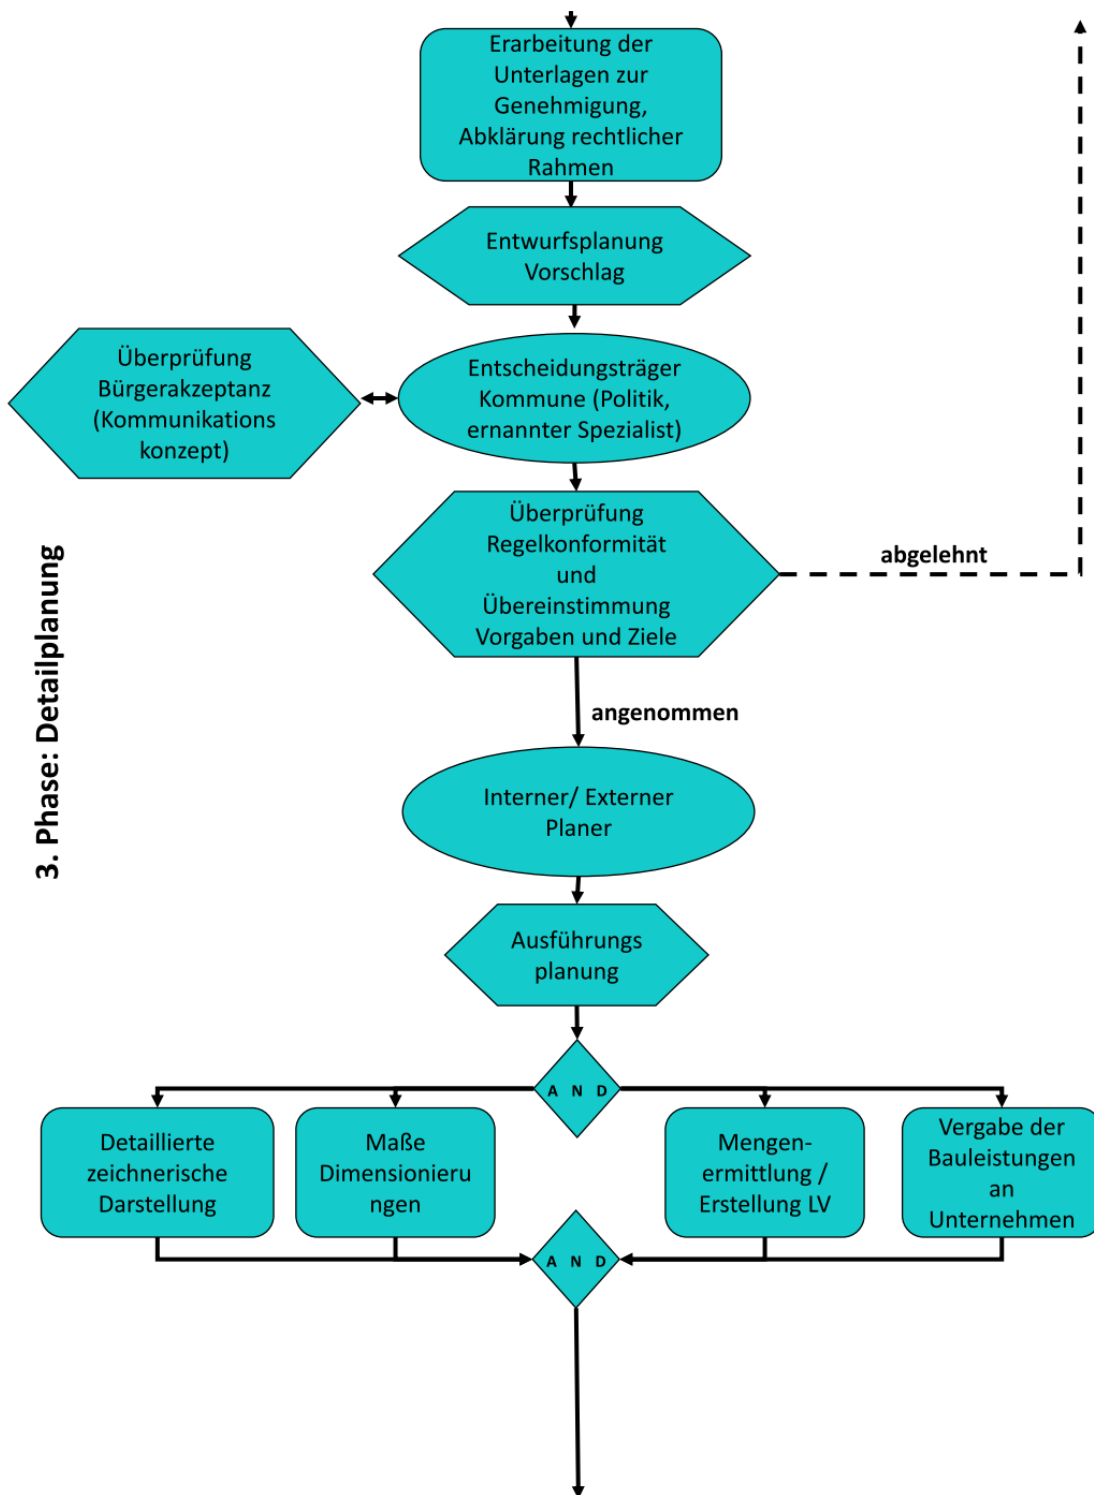 Erarbeitung der
Unterlagen zur
Genehmigung,
Abklärung rechtlicher
Rahmen
Entwurfsplanung
Vorschlag
Überprüfung
Bürgerakzeptanz
(Kommunikations
konzept)
Entscheidungsträger
Kommune (Politik,
ernannter Spezialist)
Überprüfung
Regelkonformität
und
Übereinstimmung
Vorgaben und Ziele
abgelehnt
3. Phase: Detailplanung
angenommen
Interner/ Externer
Planer
Ausführungs
planung
A N D
Detaillierte
zeichnerische
Darstellung
Maße
Dimensionieru
ngen
Mengen-
ermittlung /
Erstellung LV
Vergabe der
Bauleistungen
an
Unternehmen
A N D